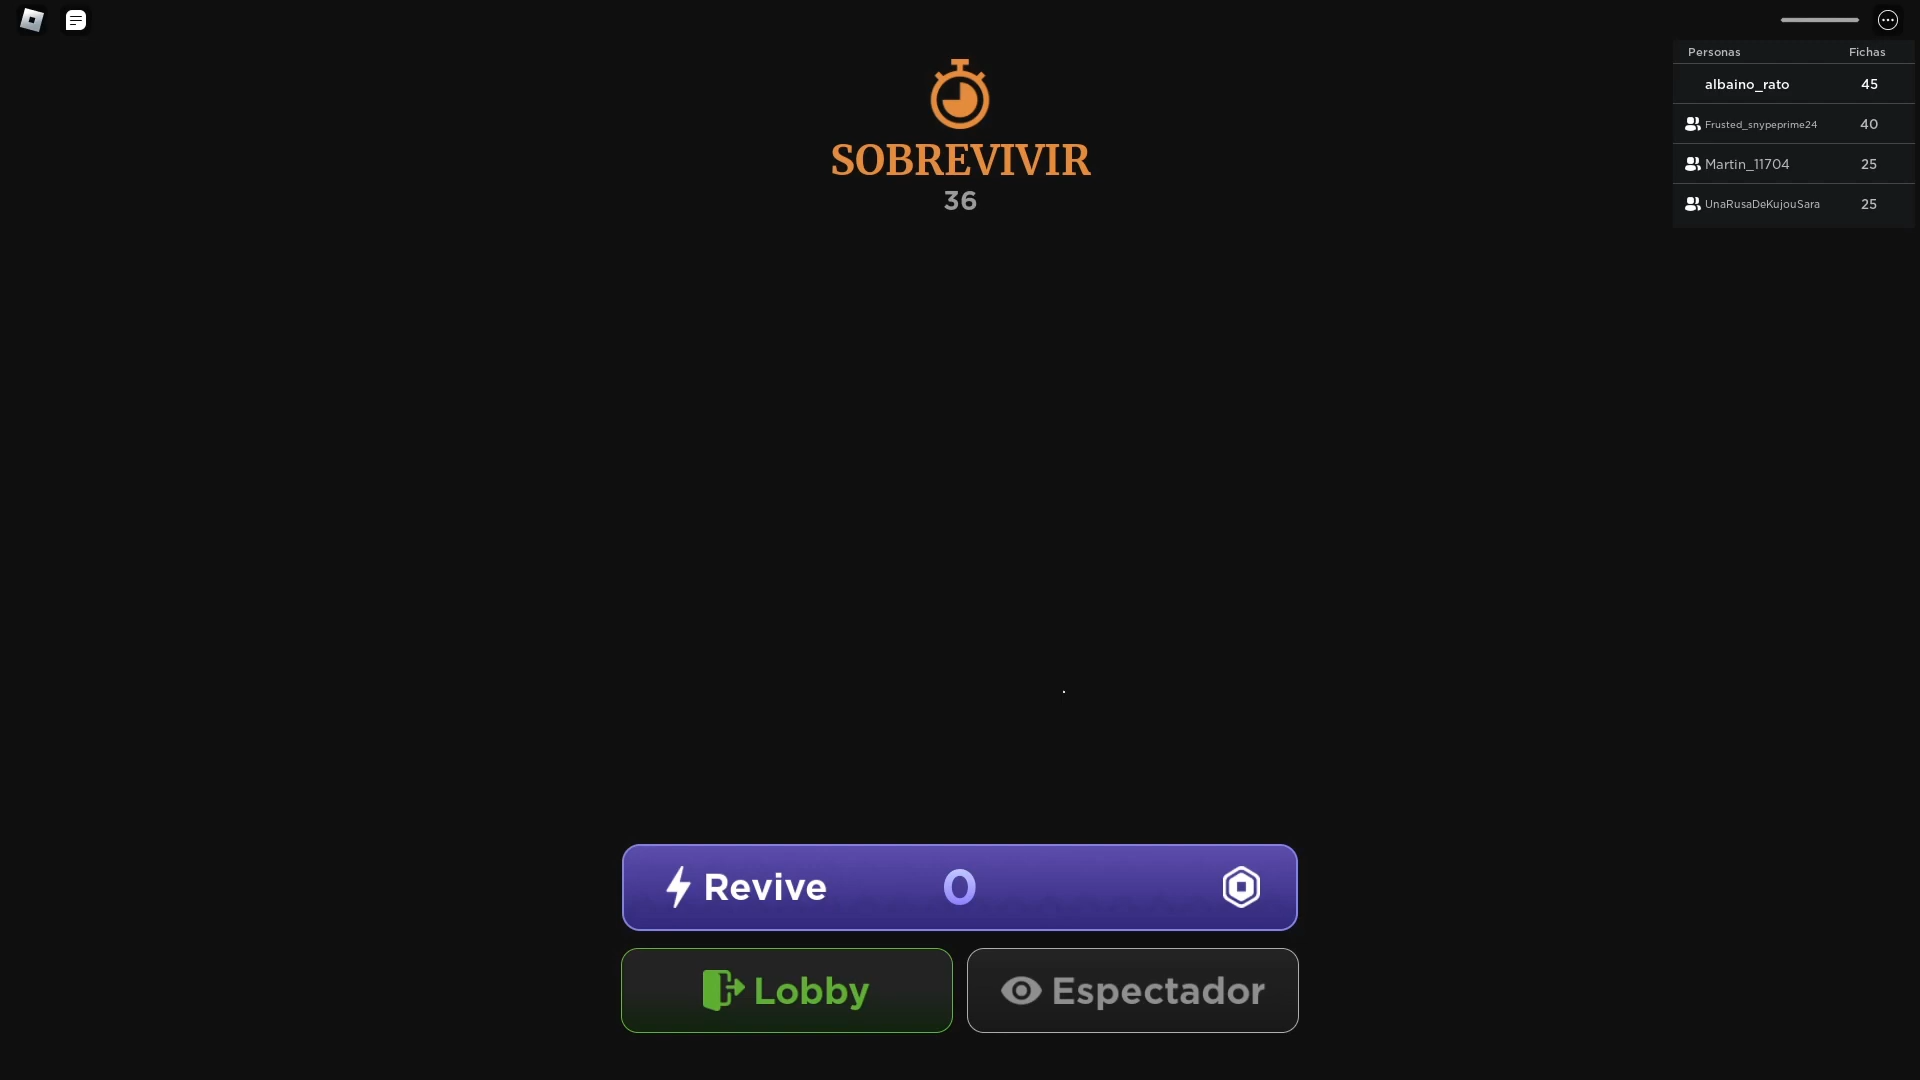 Personas Fichas
albaino_rato 45
Frusted_snypeprime24 40
Martin_11704 25
UnaRusaDeKujouSara 25
SOBREVIVIR
36
Revive 0
Lobby Espectador